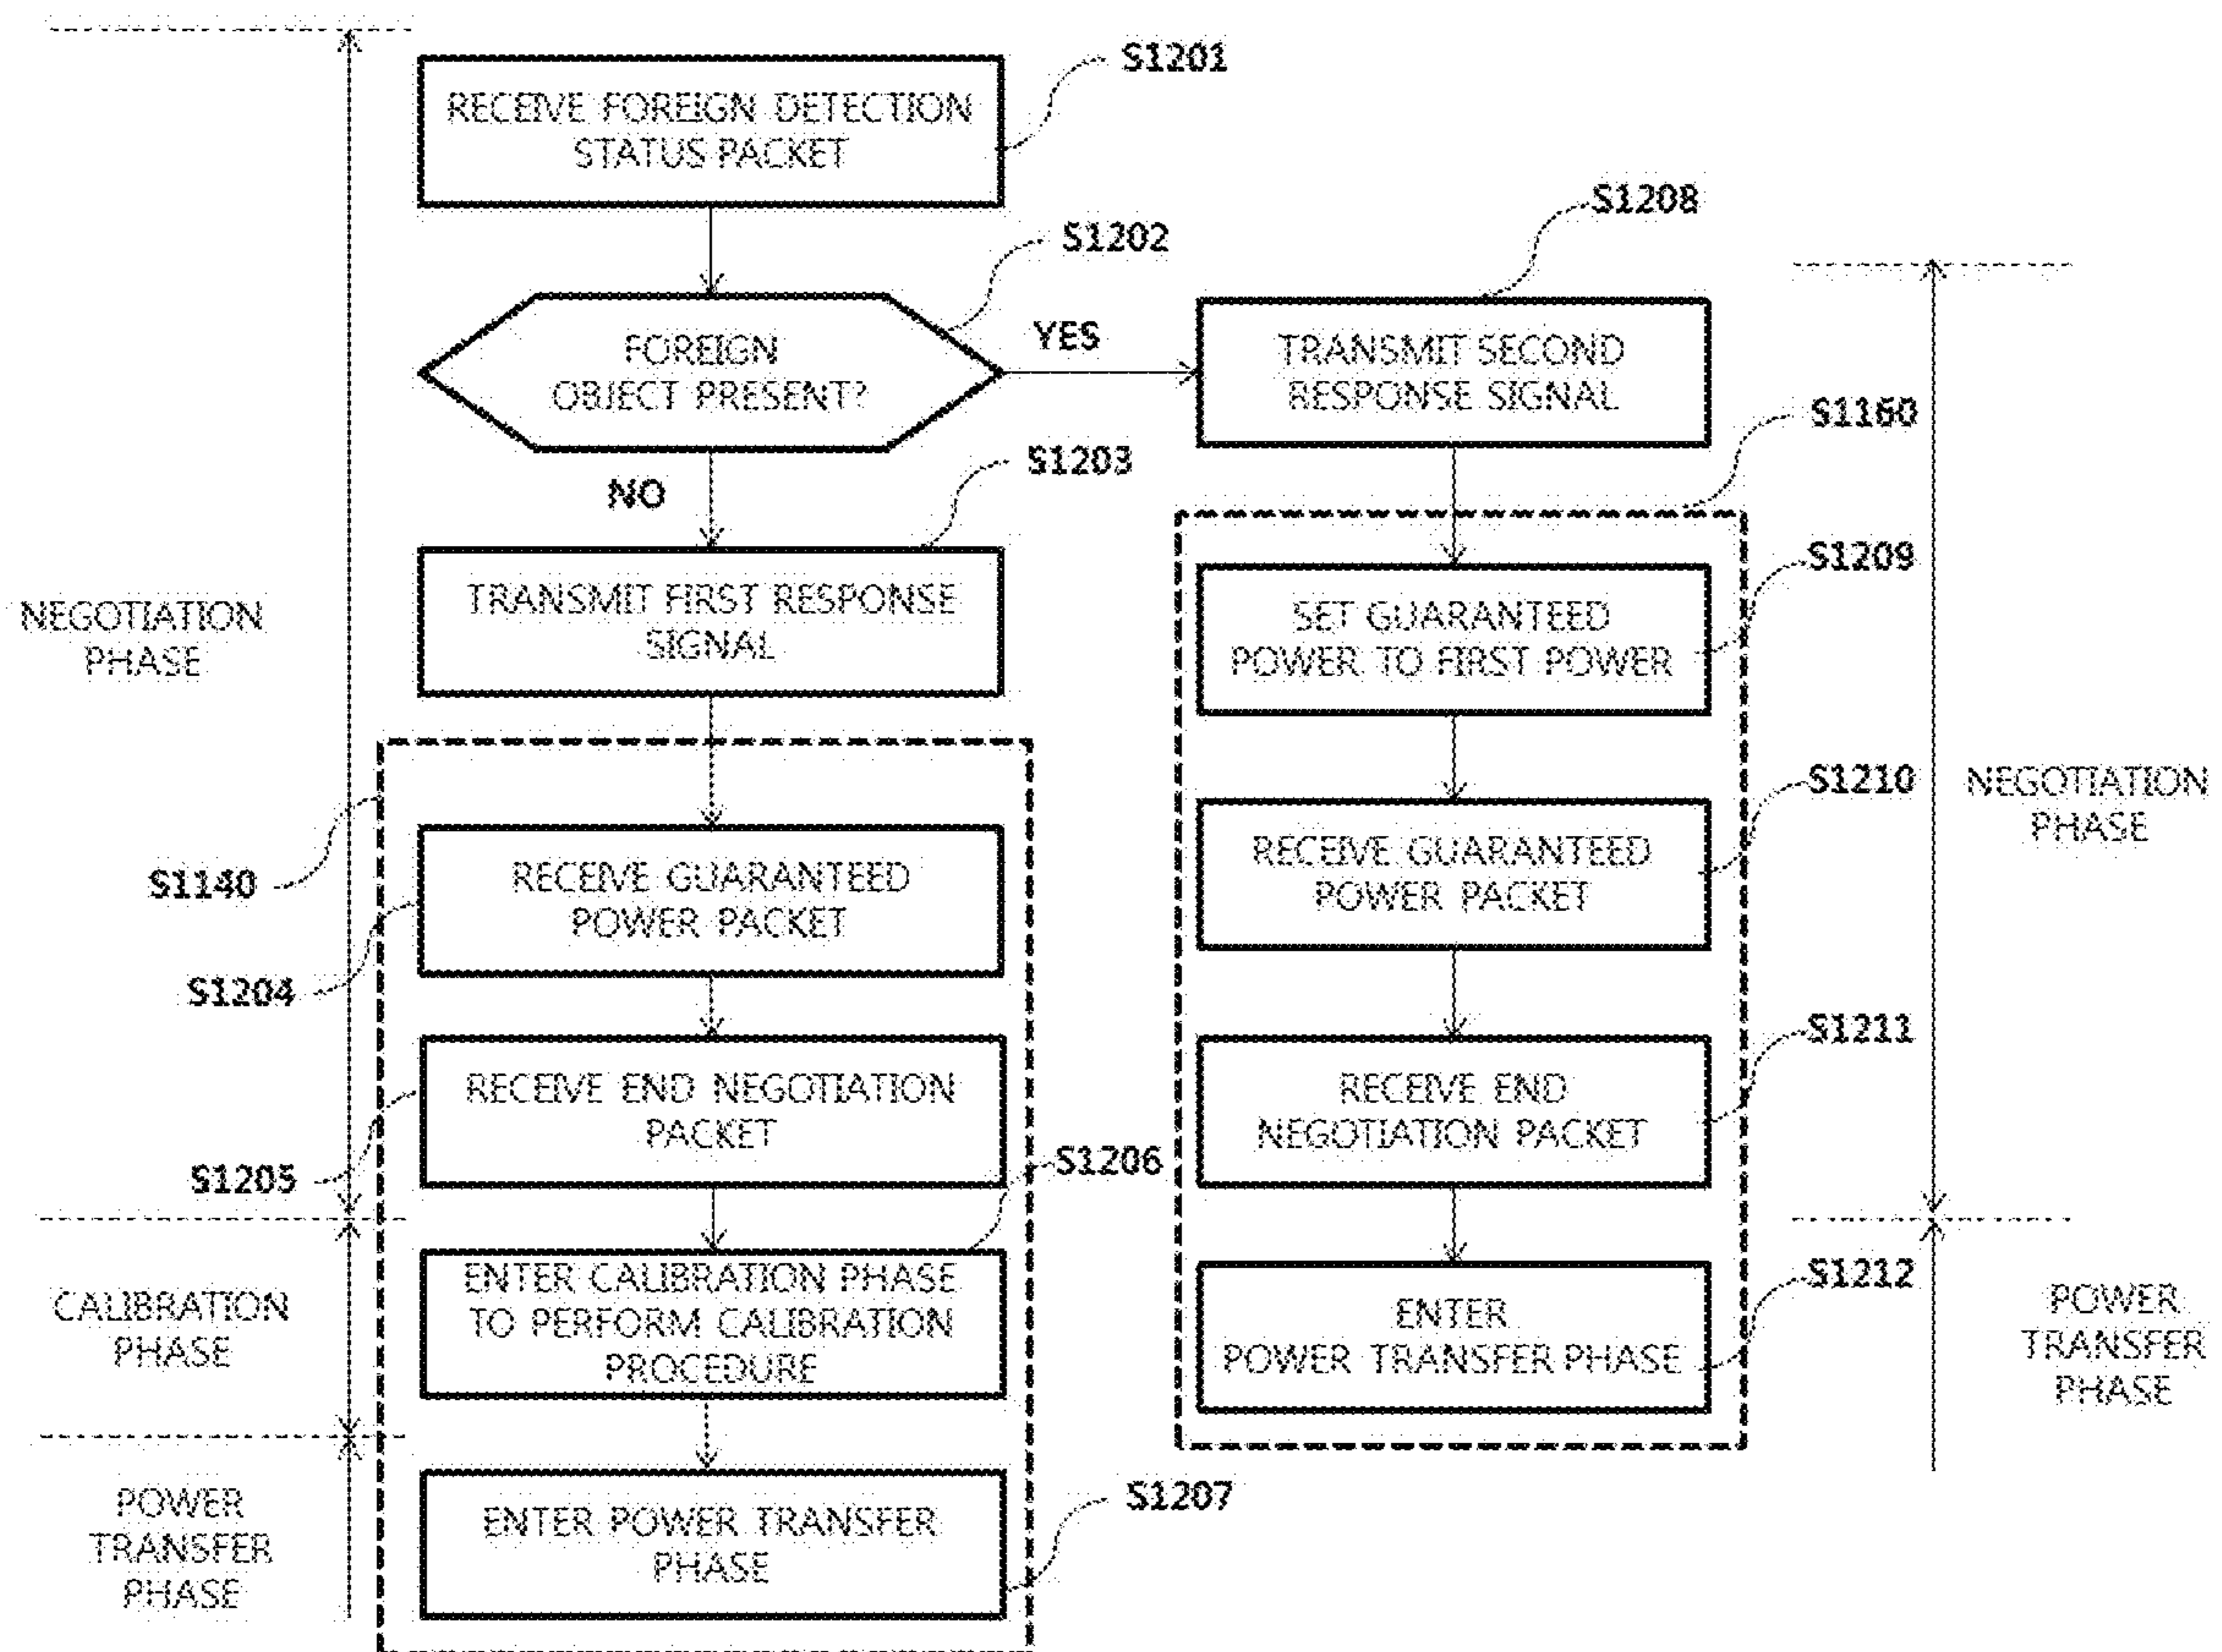 S1201
RECEIVE FOREIGN DETECTION
STATUS PACKET
S1202
FOREIGN
OBJECT PRESENT?
YES
NO
S1208
TRANSMIT SECOND
RESPONSE SIGNAL
S1160
S1203
TRANSMIT FIRST RESPONSE
SIGNAL
NEGOTIATION
PHASE
S1209
SET GUARANTEED
POWER TO FIRST POWER
S1140
S1204
RECEIVE GUARANTEED
POWER PACKET
S1210
RECEIVE GUARANTEED
POWER PACKET
NEGOTIATION
PHASE
S1205
RECEIVE END NEGOTIATION
PACKET
S1211
RECEIVE END
NEGOTIATION PACKET
S1206
CALIBRATION
PHASE
ENTER CALIBRATION PHASE
TO PERFORM CALIBRATION
PROCEDURE
S1212
ENTER
POWER TRANSFER PHASE
POWER
TRANSFER
PHASE
POWER
TRANSFER
PHASE
ENTER POWER TRANSFER
PHASE
S1207